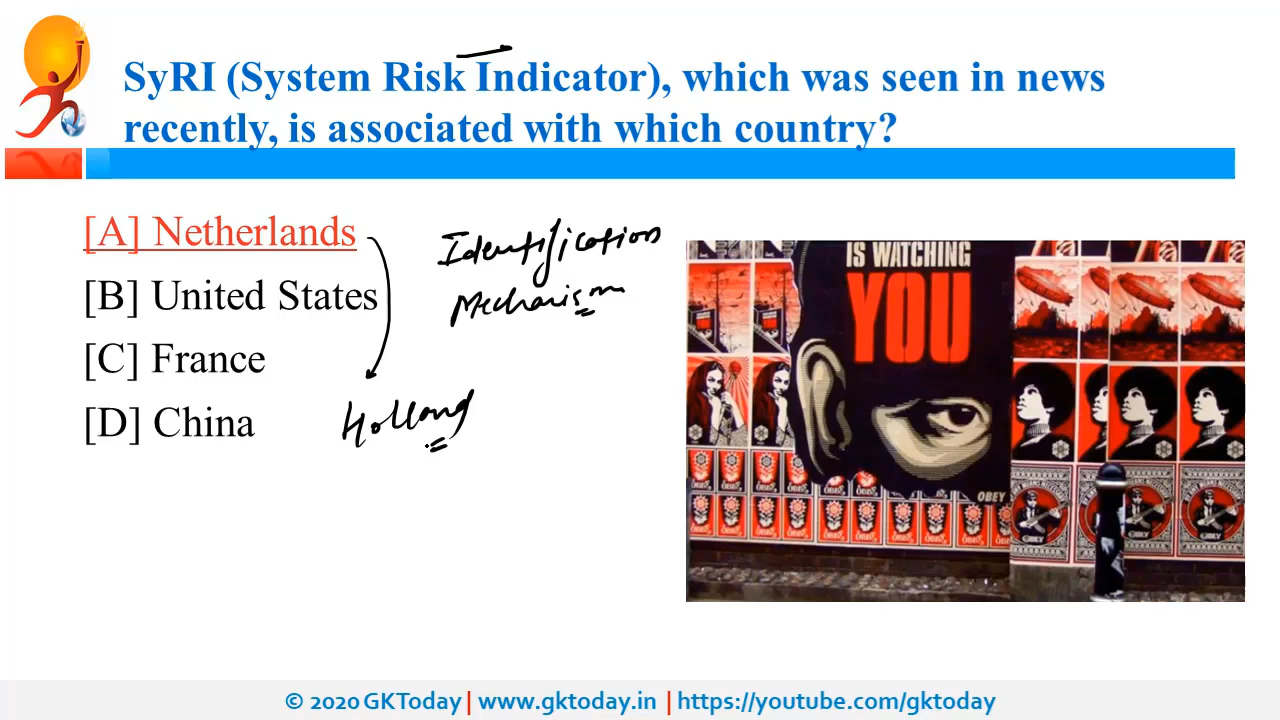 SyRI (System Risk Indicator), which was seen in news
recently, is associated with which country?
[A] Netherlands
[B] United States
[C] France
[D] China
Identification
Mechanism
Holland
IS WATCHING
YOU
OBEY
© 2020 GKToday | www.gktoday.in | https://youtube.com/gktoday